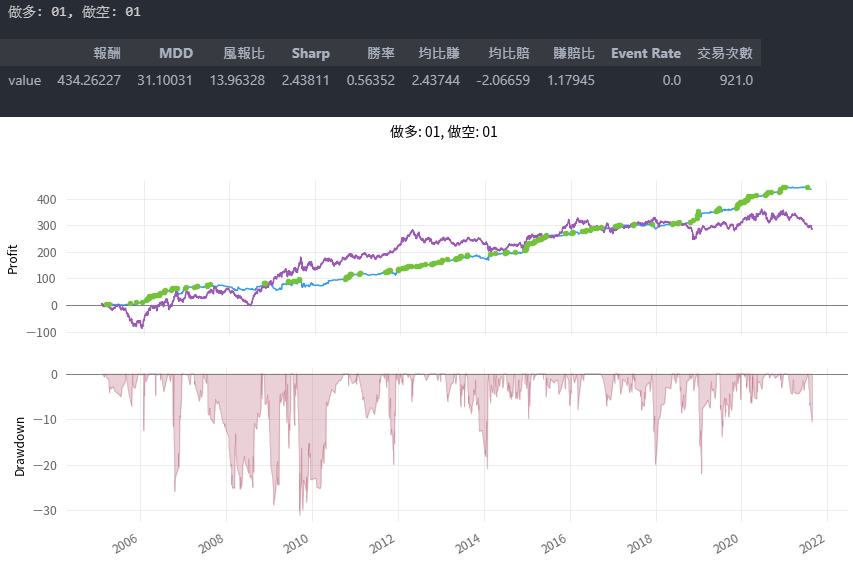 做多: 01, 做空: 01
報酬 MDD 風報比 Sharp 勝率 均比賺 均比賠 賺賠比 Event Rate 交易次數
value 434.26227 31.10031 13.96328 2.43811 0.56352 2.43744 -2.06659 1.17945 0.0 921.0
做多: 01, 做空: 01
Profit
400
300
200
100
0
−100
Drawdown
0
−10
−20
−30
2006 2008 2010 2012 2014 2016 2018 2020 2022